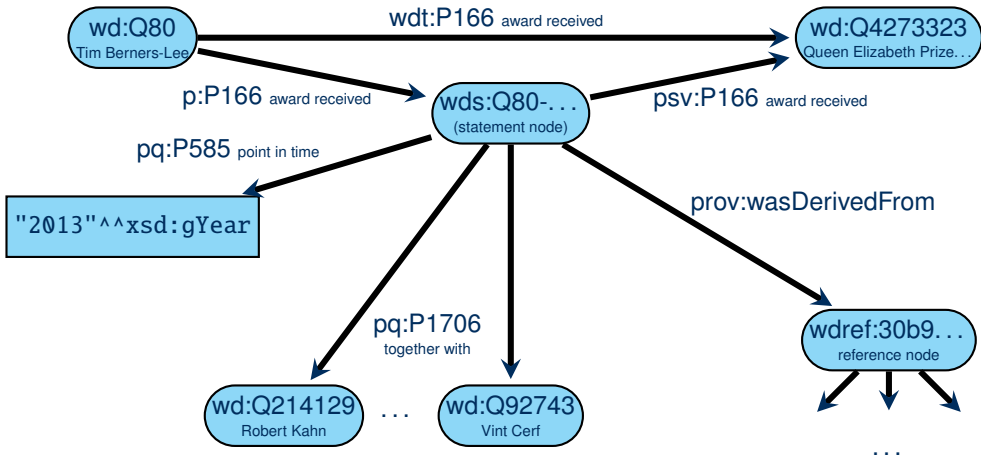 wd:Q80
Tim Berners-Lee
wdt:P166 award received
wd:Q4273323
Queen Elizabeth Prize...
p:P166 award received
wds:Q80-...
(statement node)
psv:P166 award received
pq:P585 point in time
"2013"^^xsd:gYear
prov:wasDerivedFrom
pq:P1706
together with
wdref:30b9...
reference node
wd:Q214129
Robert Kahn
...
wd:Q92743
Vint Cerf
...